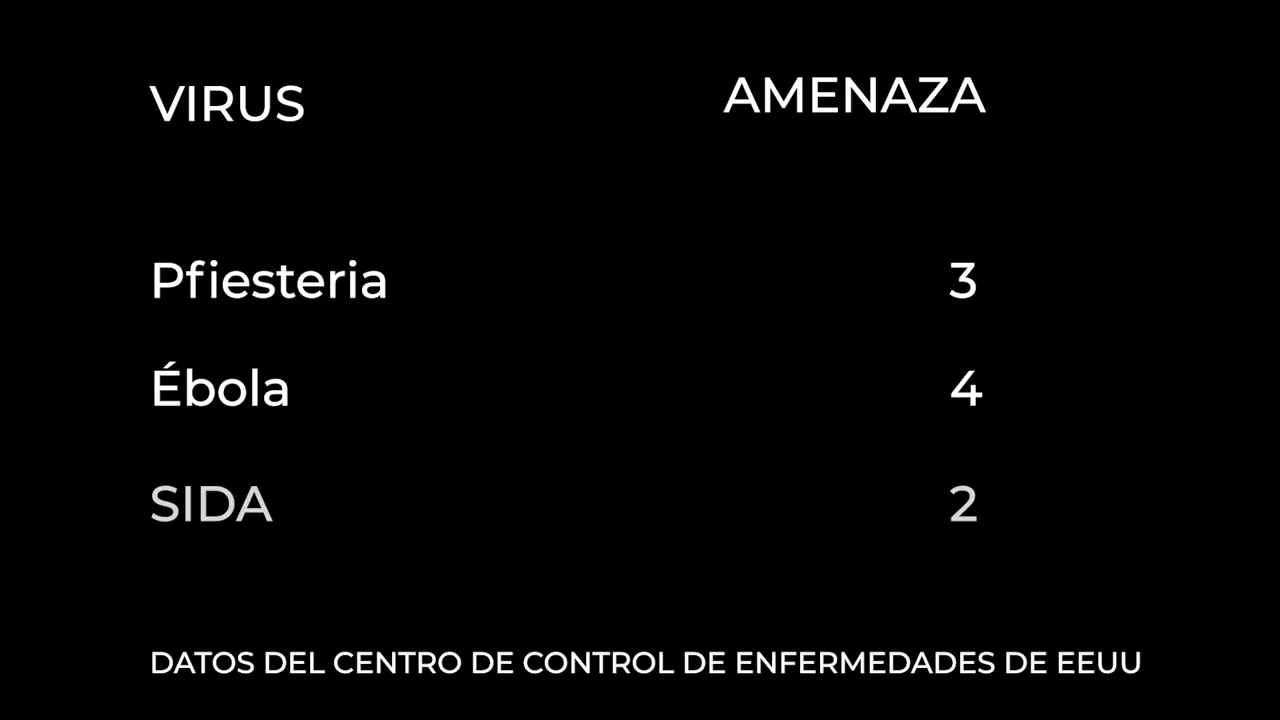 VIRUS AMENAZA
Pfiesteria 3
Ébola 4
SIDA 2
DATOS DEL CENTRO DE CONTROL DE ENFERMEDADES DE EEUU